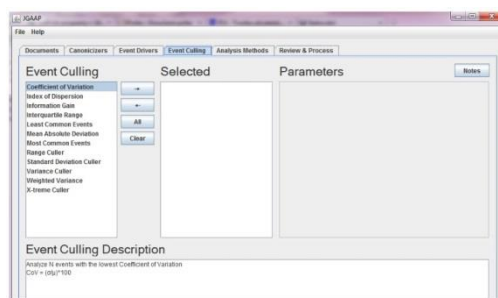 JGAAP
File Help
Documents Canonicizers Event Drivers Event Culling Analysis Methods Review & Process
Event Culling
Selected
Parameters
Notes
Coefficient of Variation
Index of Dispersion
Information Gain
Interquartile Range
Least Common Events
Mean Absolute Deviation
Most Common Events
Range Culler
Standard Deviation Culler
Variance Culler
Weighted Variance
X-treme Culler
→
←
All
Clear
Event Culling Description
Analyze N events with the lowest Coefficient of Variation
CoV = (σ/μ)*100